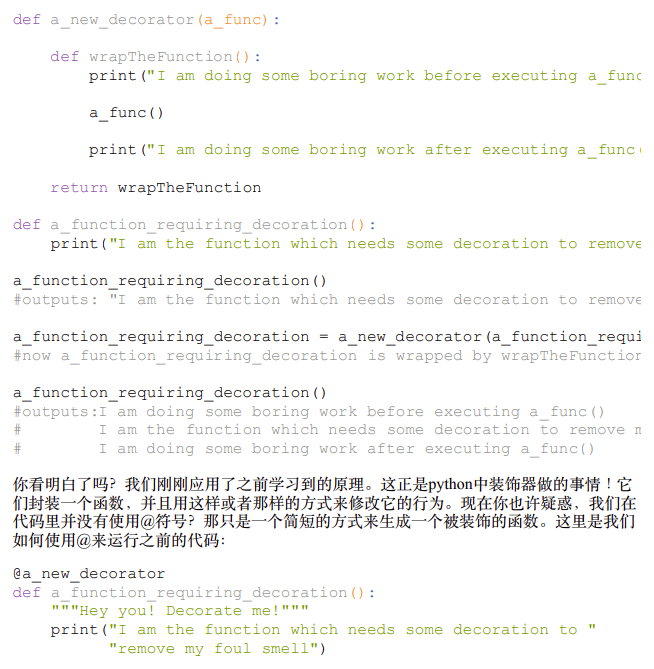 def a_new_decorator(a_func):
    def wrapTheFunction():
        print("I am doing some boring work before executing a_func
        a_func()
        print("I am doing some boring work after executing a_func(
    return wrapTheFunction
def a_function_requiring_decoration():
    print("I am the function which needs some decoration to remove
a_function_requiring_decoration()
#outputs: "I am the function which needs some decoration to remove
a_function_requiring_decoration = a_new_decorator(a_function_requi
#now a_function_requiring_decoration is wrapped by wrapTheFunction
a_function_requiring_decoration()
#outputs:I am doing some boring work before executing a_func()
#        I am the function which needs some decoration to remove m
#        I am doing some boring work after executing a_func()
你看明白了吗？我们刚刚应用了之前学习到的原理。这正是python中装饰器做的事情！它
们封装一个函数，并且用这样或者那样的方式来修改它的行为。现在你也许疑惑，我们在
代码里并没有使用@符号？那只是一个简短的方式来生成一个被装饰的函数。这里是我们
如何使用@来运行之前的代码：
@a_new_decorator
def a_function_requiring_decoration():
    """Hey you! Decorate me!"""
    print("I am the function which needs some decoration to "
          "remove my foul smell")